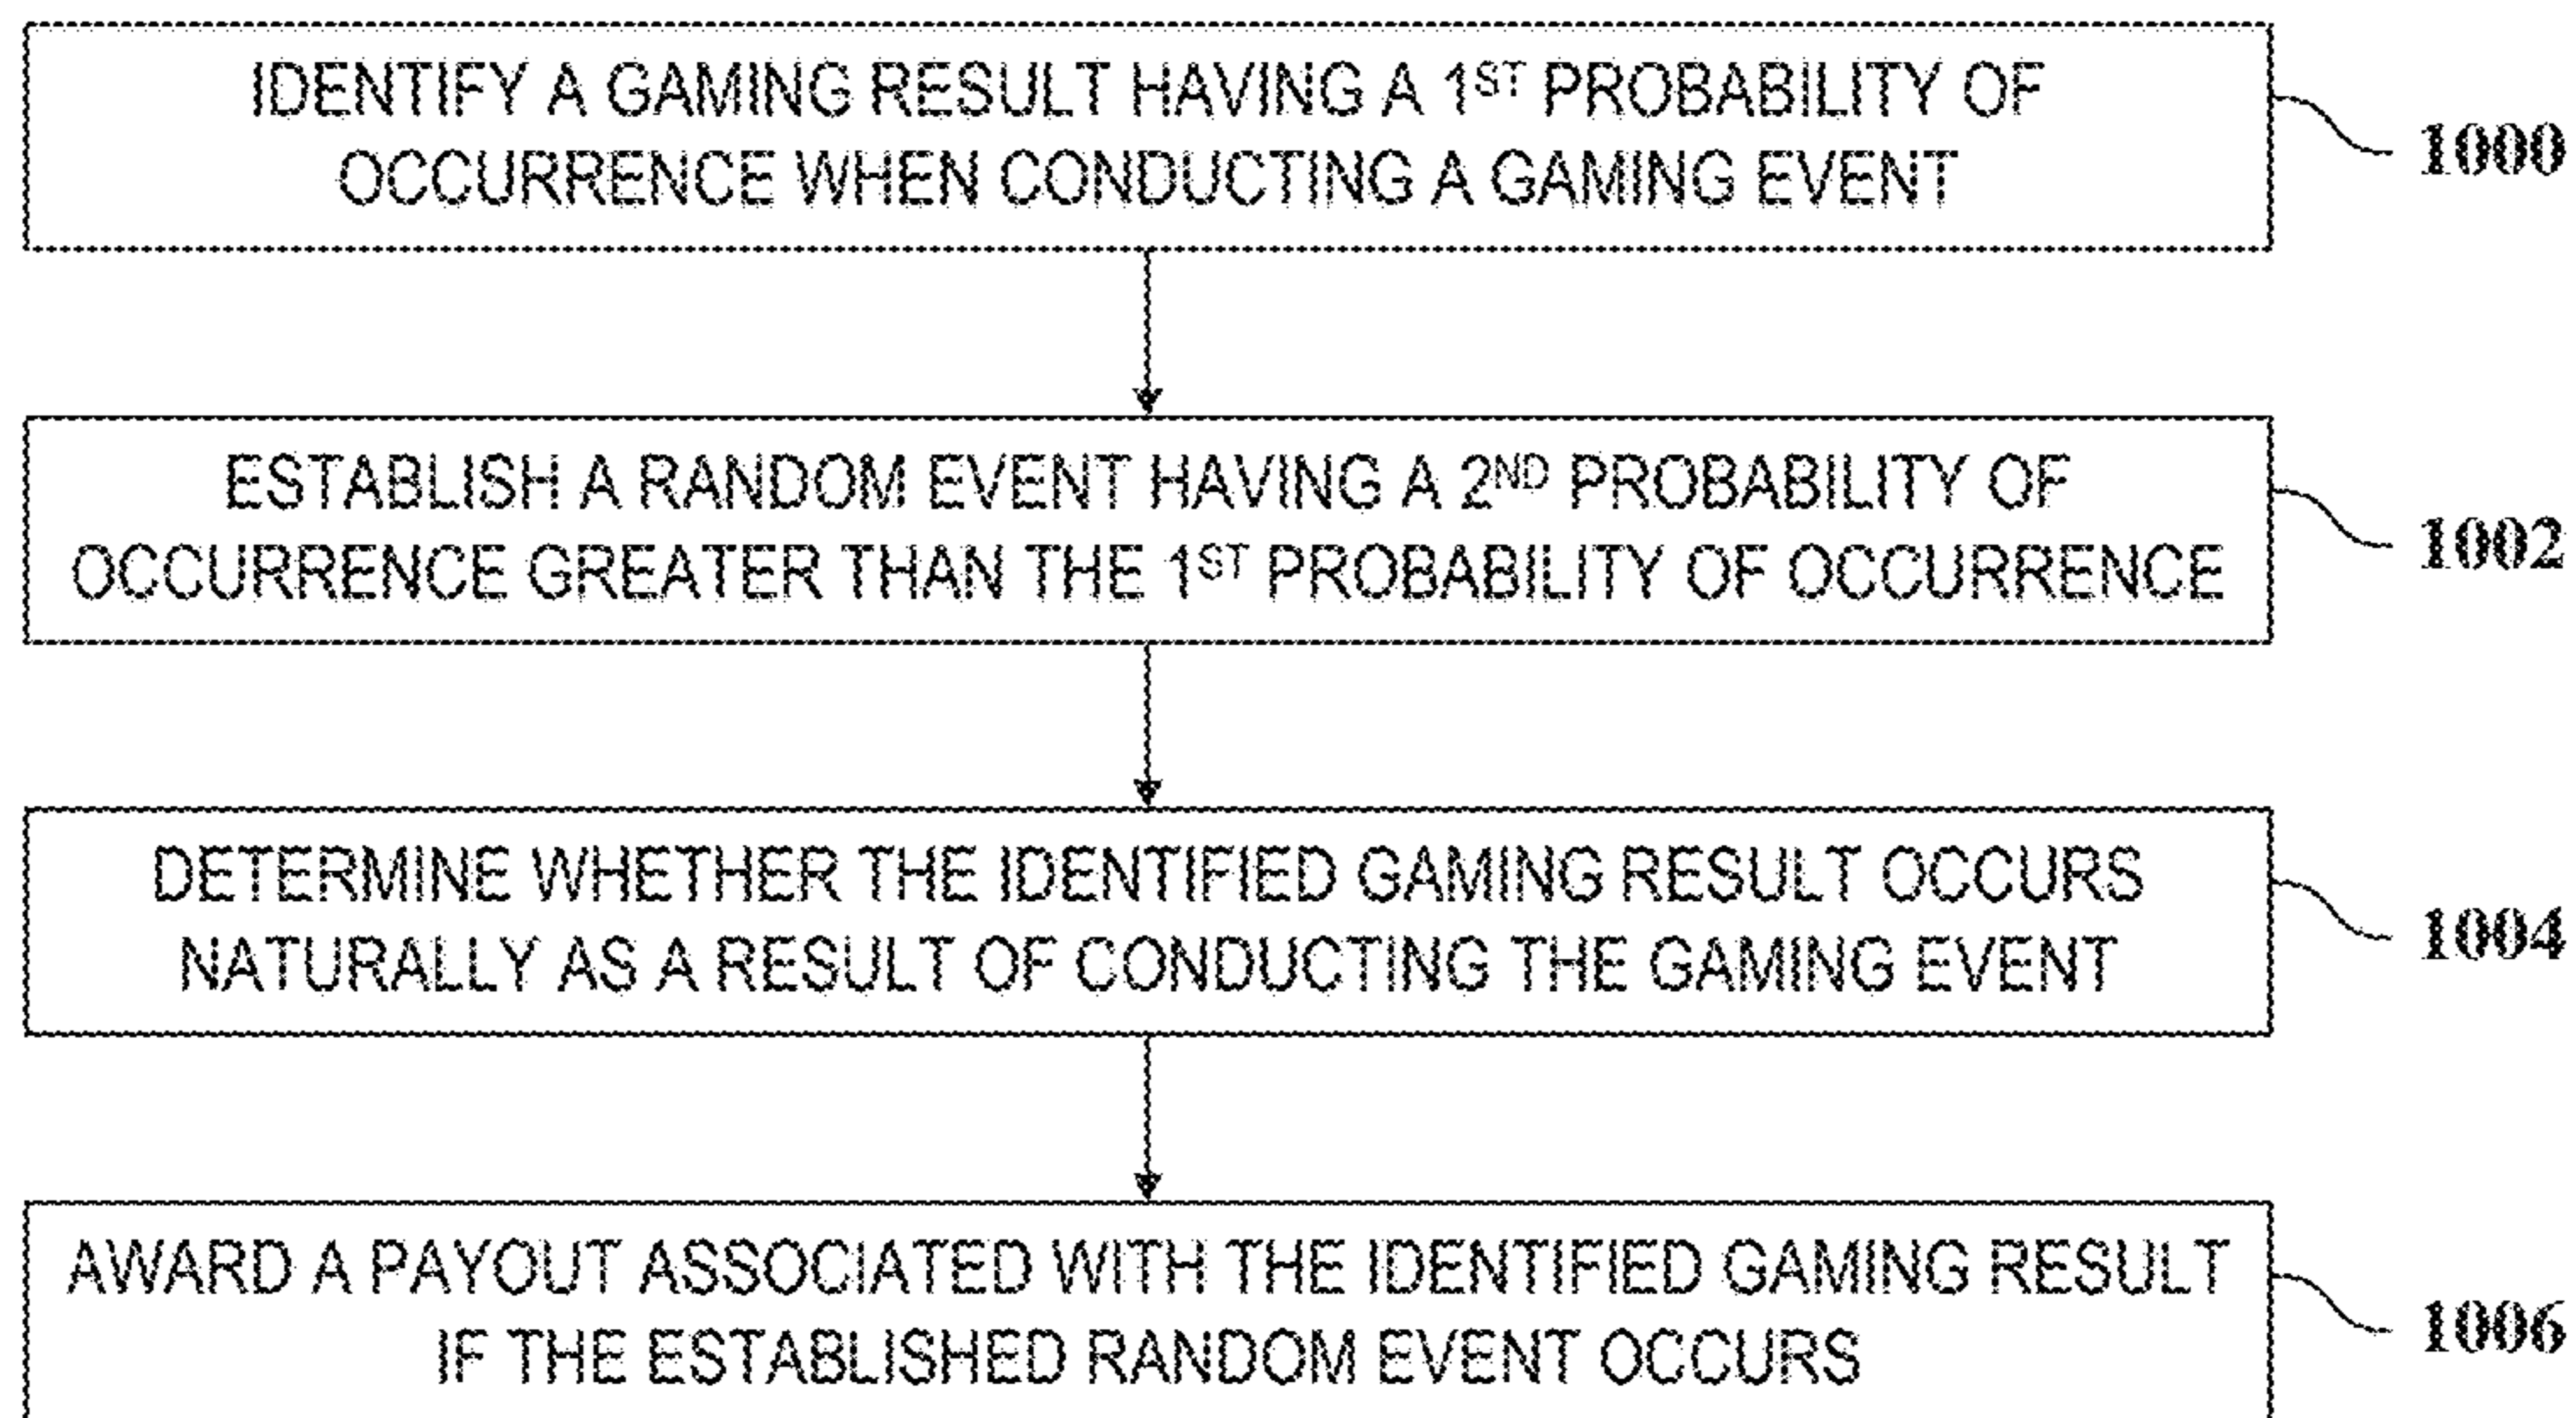 IDENTIFY A GAMING RESULT HAVING A 1ST PROBABILITY OF
OCCURRENCE WHEN CONDUCTING A GAMING EVENT
1000
ESTABLISH A RANDOM EVENT HAVING A 2ND PROBABILITY OF
OCCURRENCE GREATER THAN THE 1ST PROBABILITY OF OCCURRENCE
1002
DETERMINE WHETHER THE IDENTIFIED GAMING RESULT OCCURS
NATURALLY AS A RESULT OF CONDUCTING THE GAMING EVENT
1004
AWARD A PAYOUT ASSOCIATED WITH THE IDENTIFIED GAMING RESULT
IF THE ESTABLISHED RANDOM EVENT OCCURS
1006